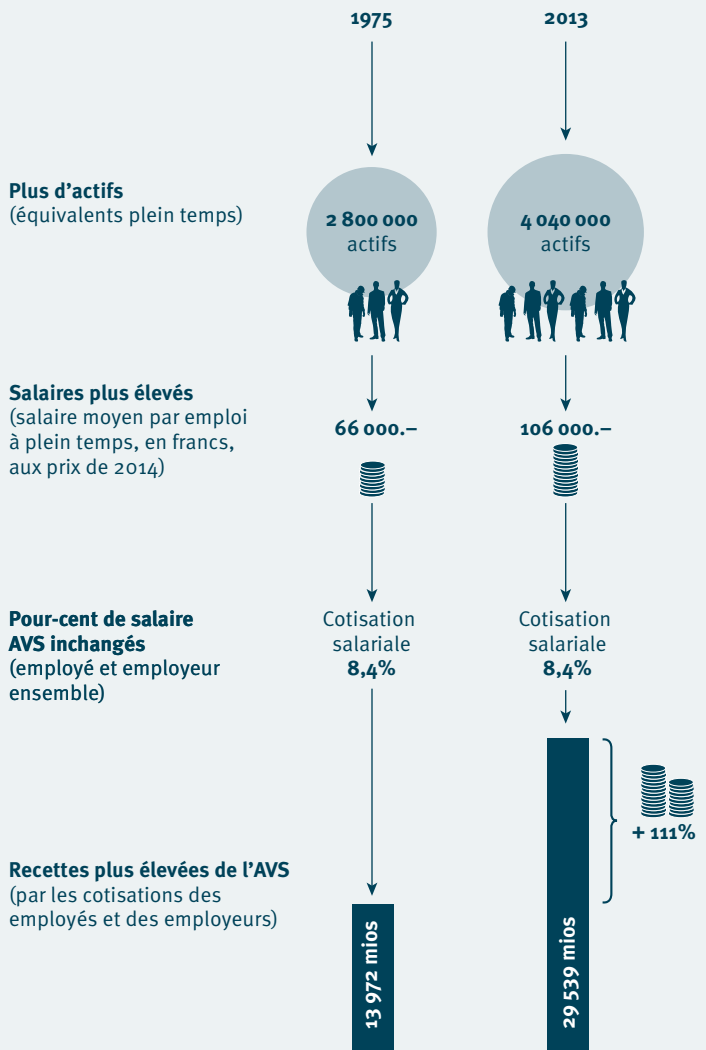 1975
2013
Plus d'actifs
(équivalents plein temps)
2 800 000
actifs
4 040 000
actifs
Salaires plus élevés
(salaire moyen par emploi
à plein temps, en francs,
aux prix de 2014)
66 000.–
106 000.–
Pour-cent de salaire
AVS inchangés
(employé et employeur
ensemble)
Cotisation
salariale
8,4%
Cotisation
salariale
8,4%
+ 111%
Recettes plus élevées de l'AVS
(par les cotisations des
employés et des employeurs)
13 972 mios
29 539 mios